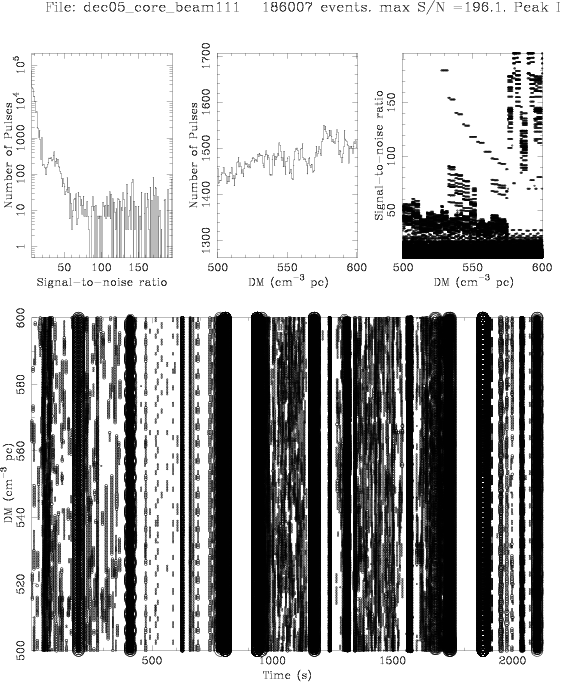 File: dec05_core_beam111 186007 events. max S/N =196.1. Peak
Number of Pulses
10⁵
10⁴
1000
100
10
1
50 100 150
Signal-to-noise ratio
Number of Pulses
1700
1600
1500
1400
1300
500 550 600
DM (cm⁻³ pc)
Signal-to-noise ratio
150
100
50
500 550 600
DM (cm⁻³ pc)
DM (cm⁻³ pc)
600
580
560
540
520
500
500 1000 1500 2000
Time (s)